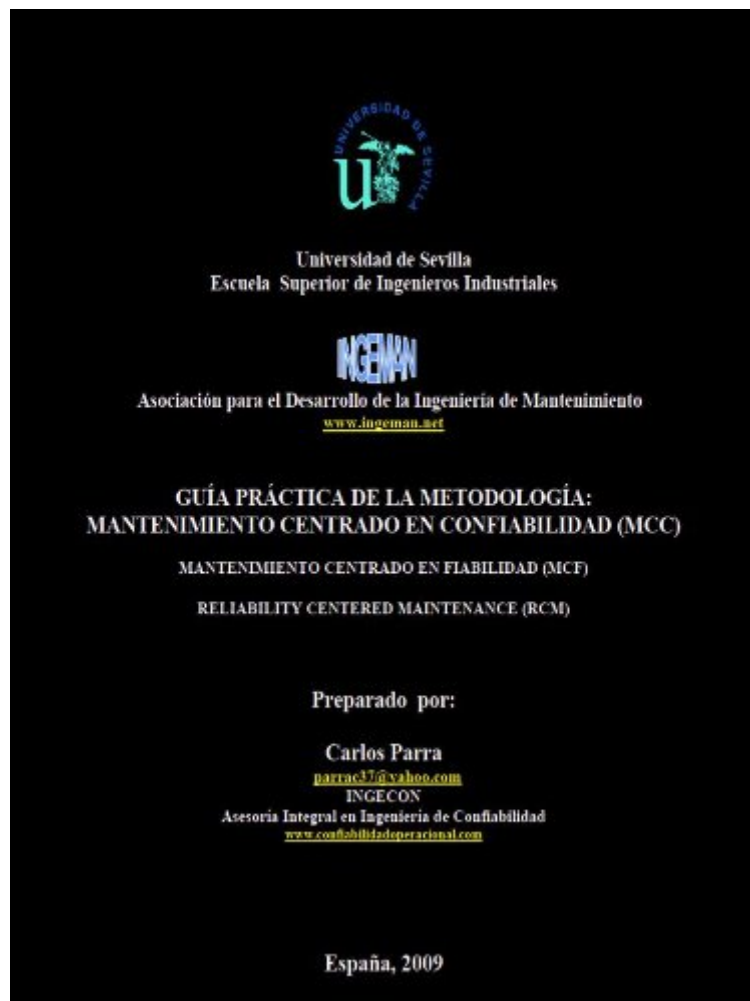 UNIVERSIDAD DE SEVILLA
Universidad de Sevilla
Escuela Superior de Ingenieros Industriales
INGEMAN
Asociación para el Desarrollo de la Ingeniería de Mantenimiento
www.ingeman.net
GUÍA PRÁCTICA DE LA METODOLOGÍA:
MANTENIMIENTO CENTRADO EN CONFIABILIDAD (MCC)
MANTENIMIENTO CENTRADO EN FIABILIDAD (MCF)
RELIABILITY CENTERED MAINTENANCE (RCM)
Preparado por:
Carlos Parra
parrac37@yahoo.com
INGECON
Asesoría Integral en Ingeniería de Confiabilidad
www.confiabilidadoperacional.com
España, 2009